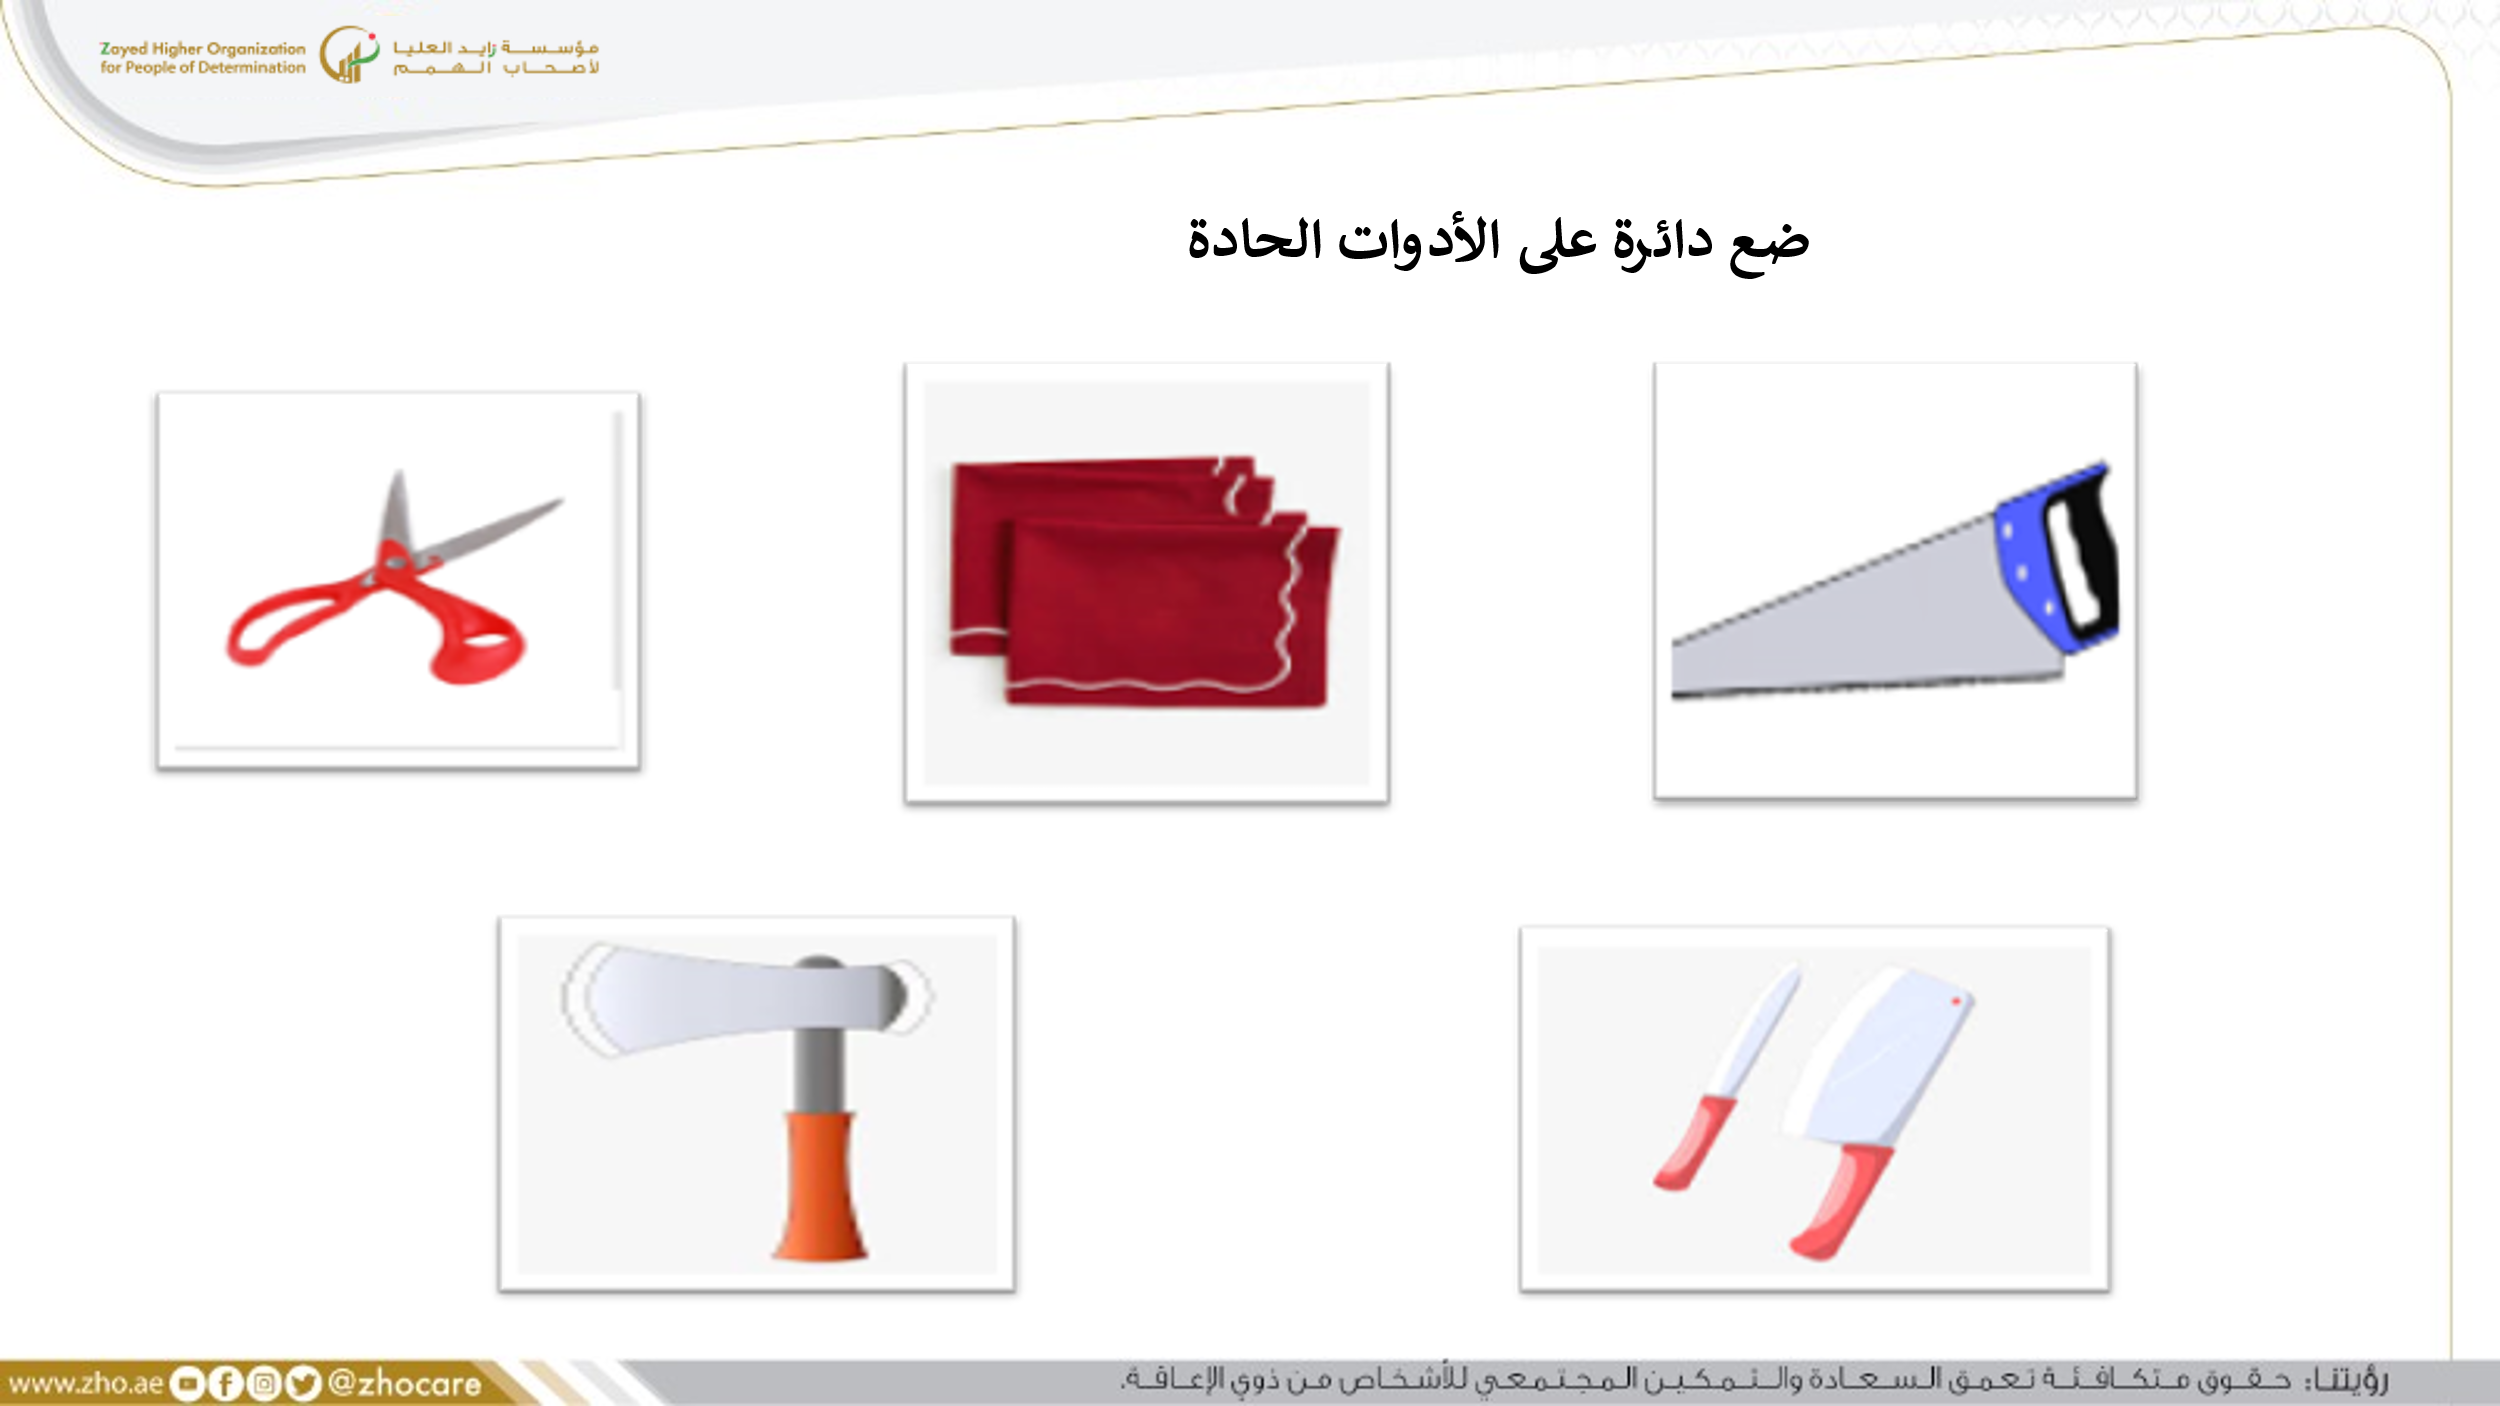 Zayed Higher Organization
for People of Determination
مؤسسة زايد العليا
لأصحاب الهمم
ضع دائرة على الأدوات الحادة
www.zho.ae
@zhocare
رؤيتنا: حقوق متكافئة تعمق السعادة والتمكين المجتمعي للأشخاص من ذوي الإعاقة.